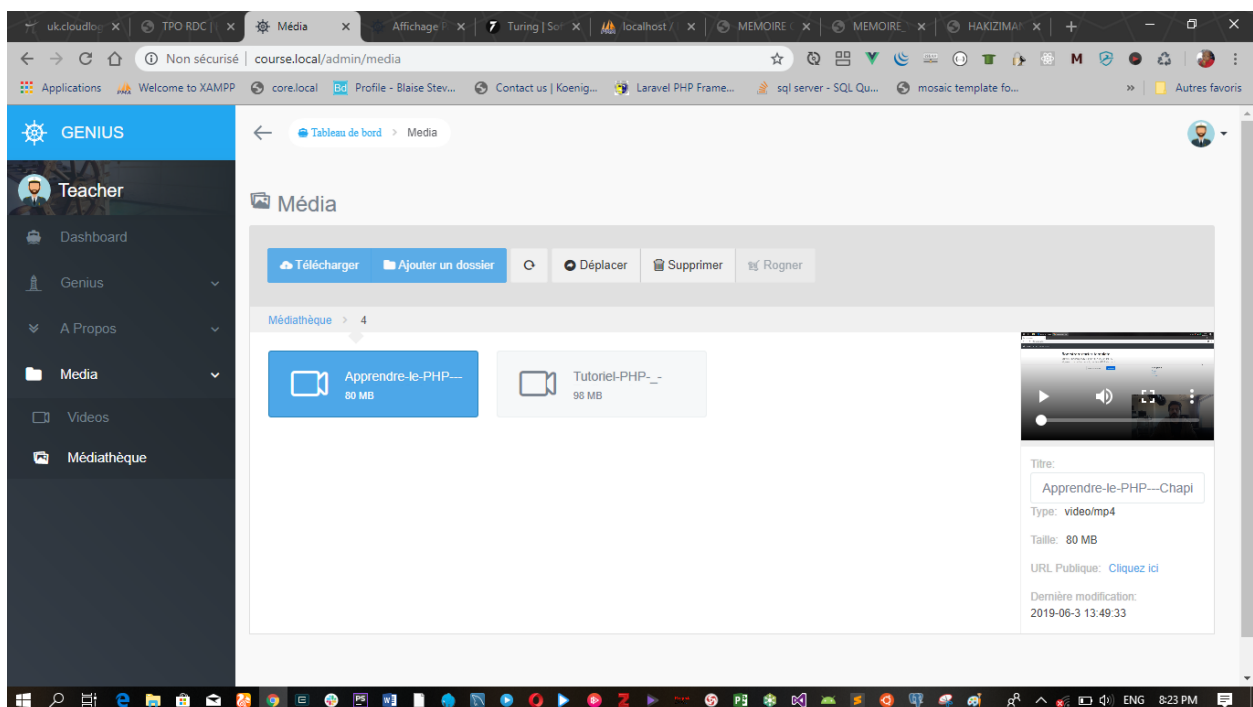 uk.cloudlog
TPO RDC | (
Média
Affichage F
Turing | Sof
localhost /
MEMOIRE (
MEMOIRE_
HAKIZIMAN
Non sécurisé | course.local/admin/media
Applications
Welcome to XAMPP
core.local
Profile - Blaise Stev...
Contact us | Koenig...
Laravel PHP Frame...
sql server - SQL Qu...
mosaic template fo...
»
Autres favoris
GENIUS
Tableau de bord > Media
Teacher
Média
Dashboard
Genius
A Propos
Media
Videos
Médiathèque
Télécharger
Ajouter un dossier
Déplacer
Supprimer
Rogner
Médiathèque > 4
Apprendre-le-PHP---
80 MB
Tutoriel-PHP-_-
98 MB
Titre:
Apprendre-le-PHP---Chapi
Type: video/mp4
Taille: 80 MB
URL Publique: Cliquez ici
Dernière modification:
2019-06-3 13:49:33
ENG 8:23 PM